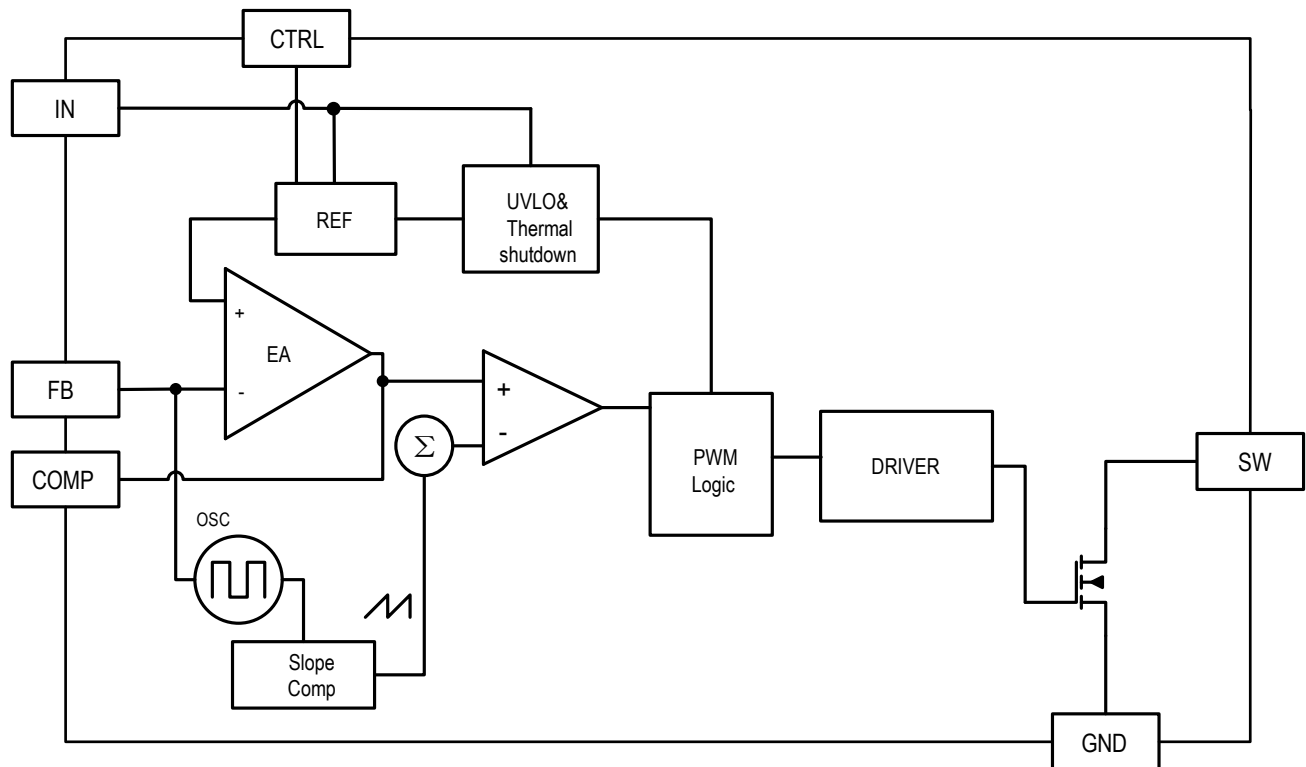 CTRL
IN
REF
UVLO&
Thermal
shutdown
+
EA
-
FB
+
-
Σ
COMP
PWM
Logic
DRIVER
SW
OSC
Slope
Comp
GND